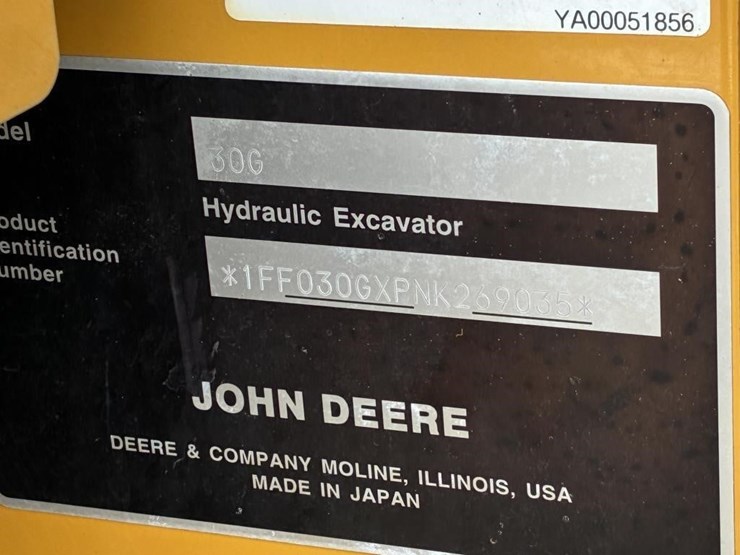 YA00051856
del
30G
Hydraulic Excavator
oduct
entification
umber
*1FF030GXPNK269035*
JOHN DEERE
DEERE & COMPANY MOLINE, ILLINOIS, USA
MADE IN JAPAN